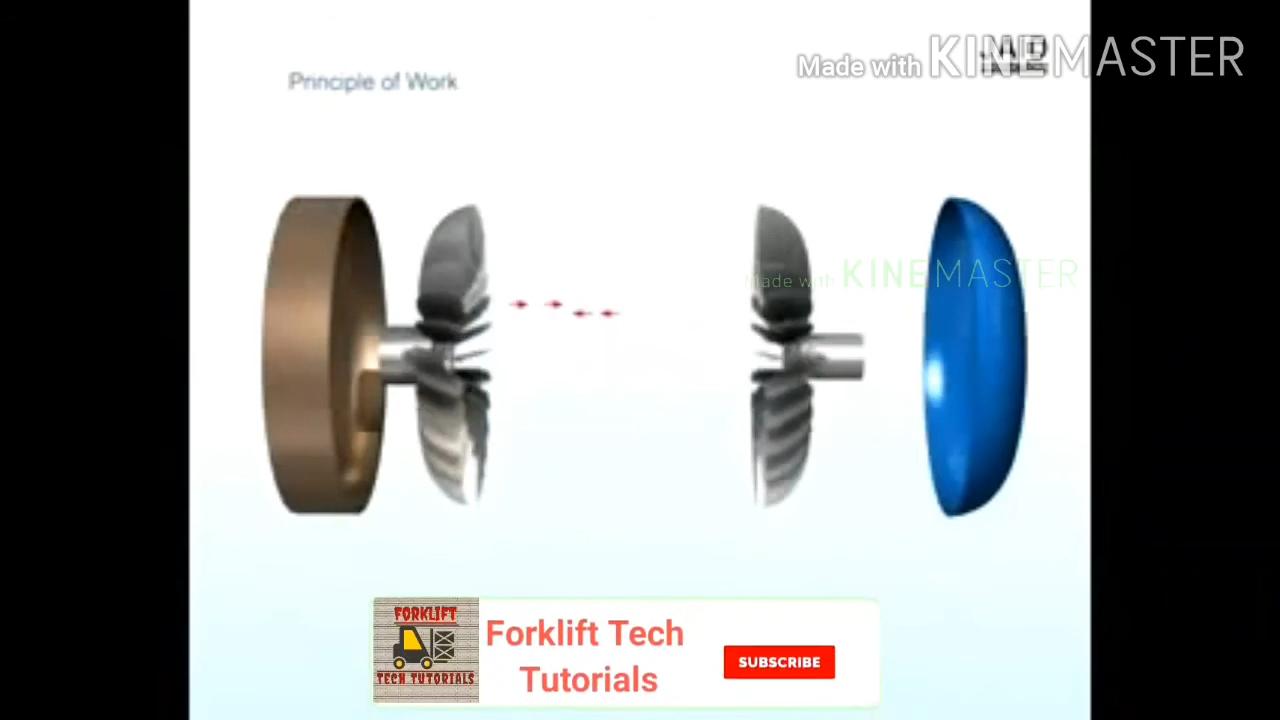 Made with KINEMASTER
Principle of Work
Made with KINEMASTER
FORKLIFT
TECH TUTORIALS
Forklift Tech
Tutorials
SUBSCRIBE